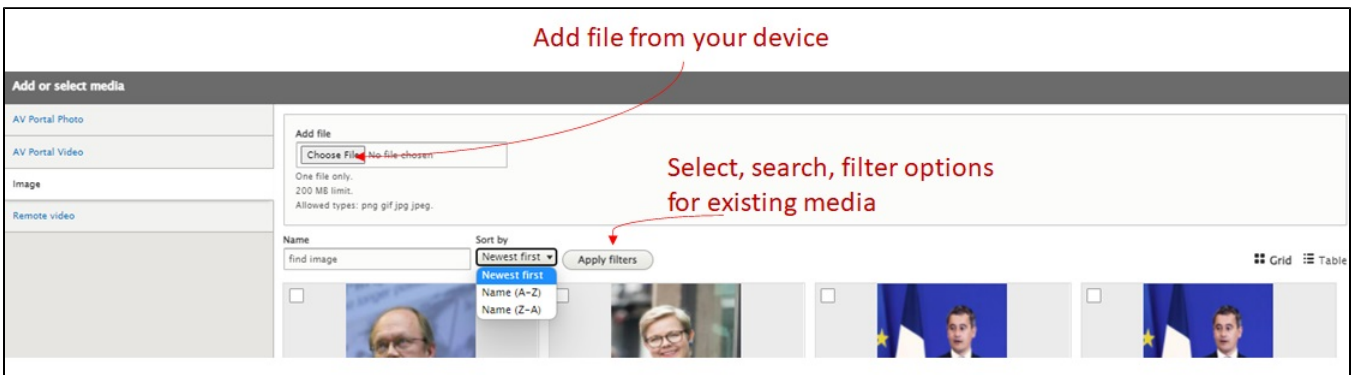 Add file from your device
Add or select media
AV Portal Photo
AV Portal Video
Image
Remote video
Add file
Choose File No file chosen
One file only.
200 MB limit.
Allowed types: png gif jpg jpeg.
Select, search, filter options
for existing media
Name
find image
Sort by
Newest first
Apply filters
Grid Table
Newest first
Name (A-Z)
Name (Z-A)